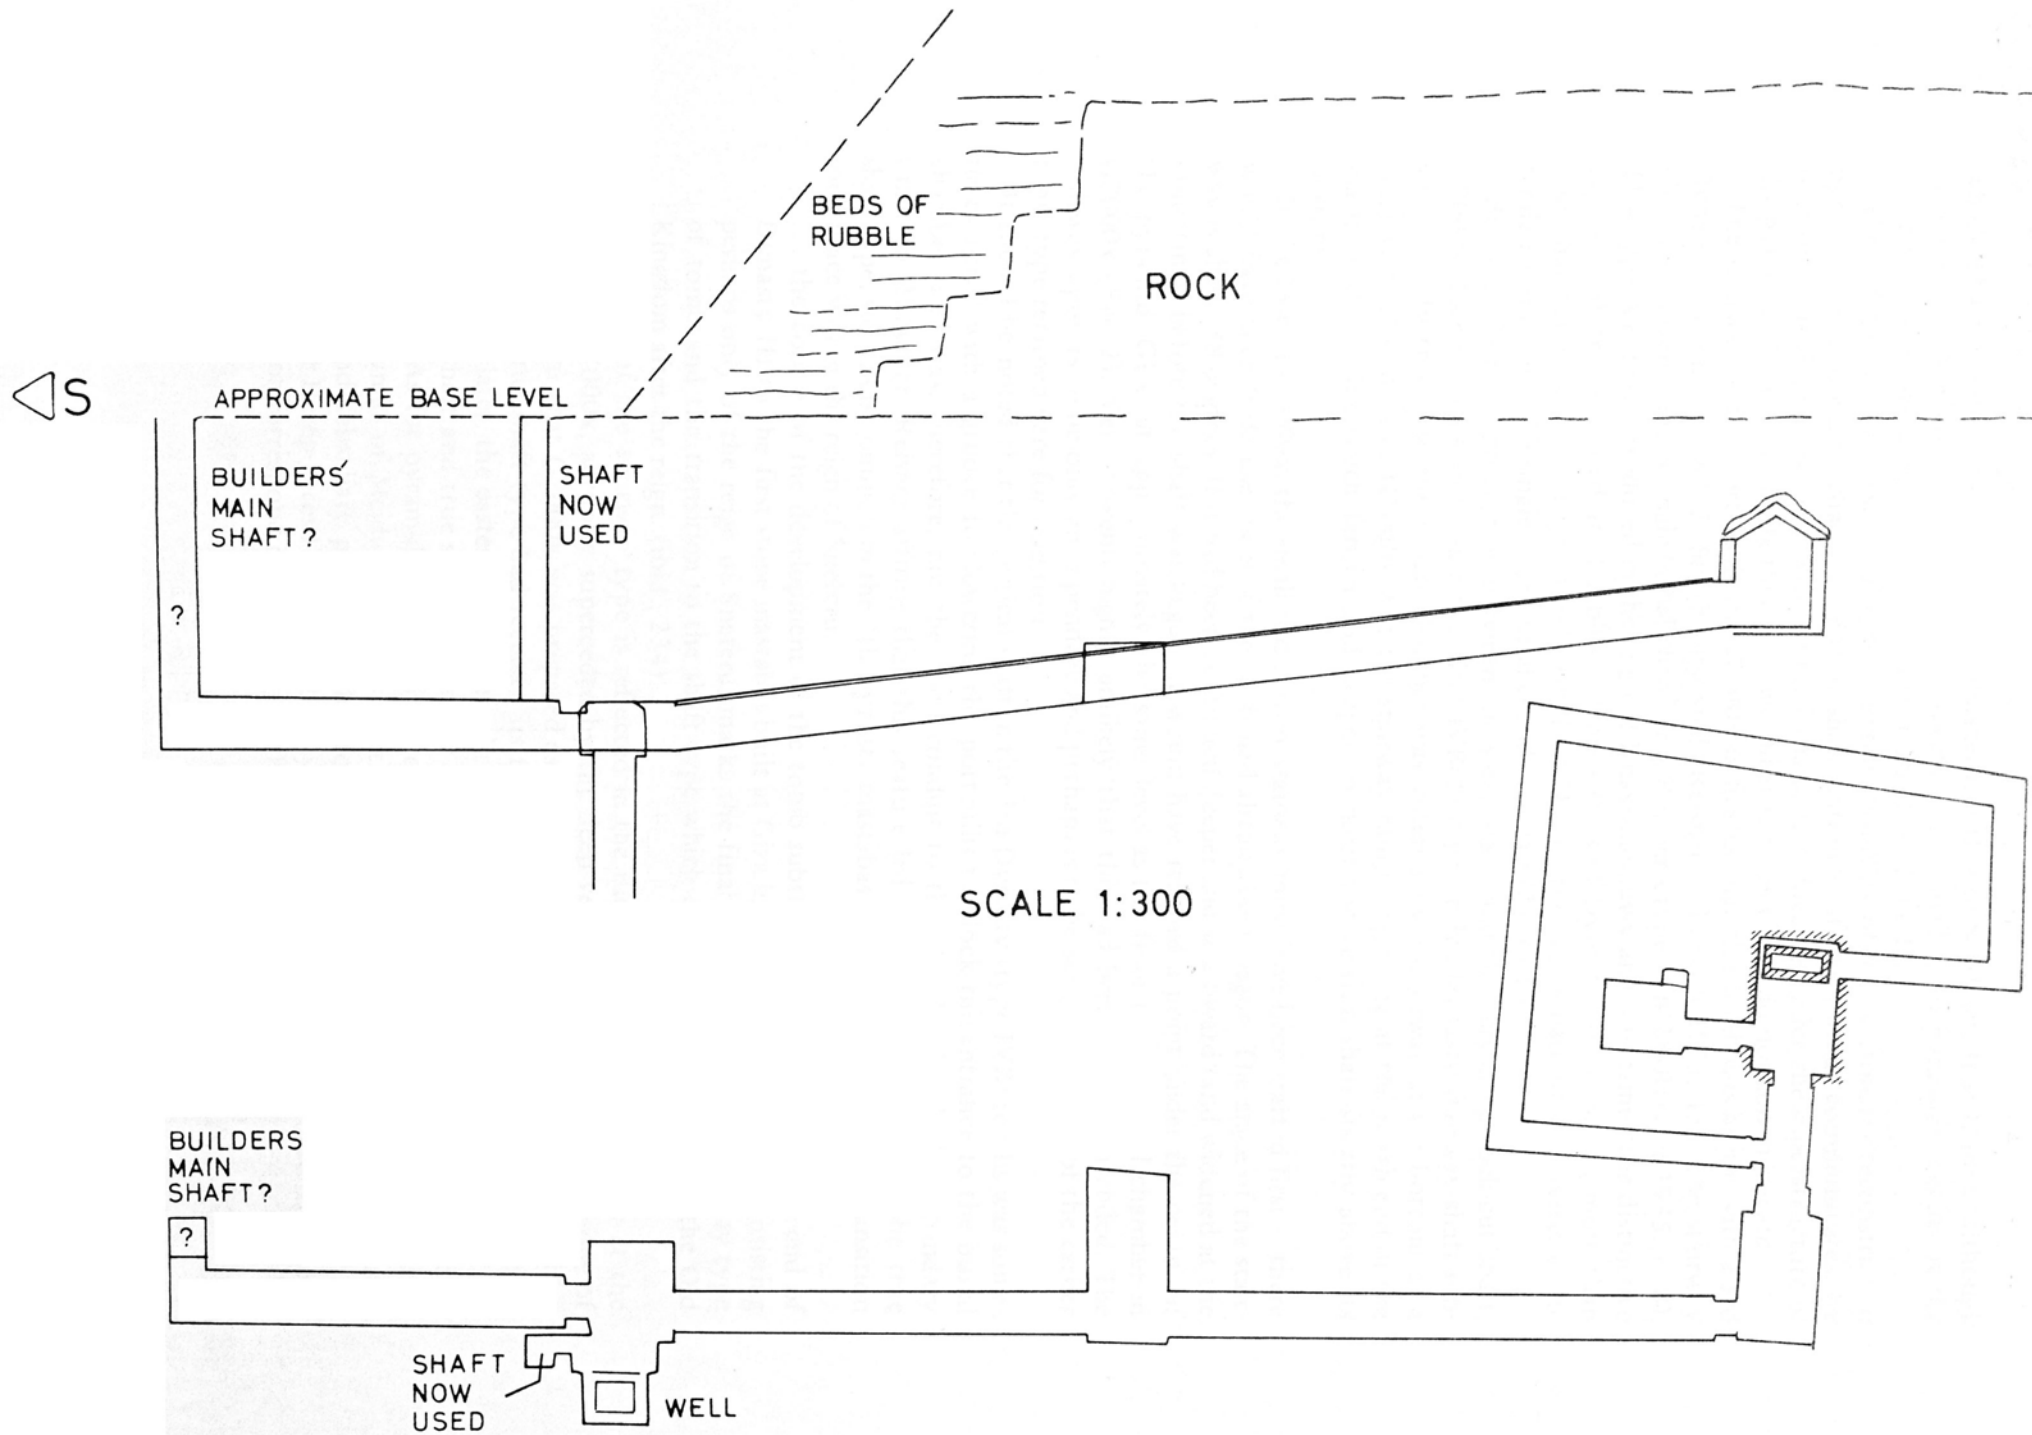 BEDS OF
RUBBLE
ROCK
S
APPROXIMATE BASE LEVEL
BUILDERS'
MAIN
SHAFT?
SHAFT
NOW
USED
?
SCALE 1:300
BUILDERS
MAIN
SHAFT?
?
SHAFT
NOW
USED
WELL